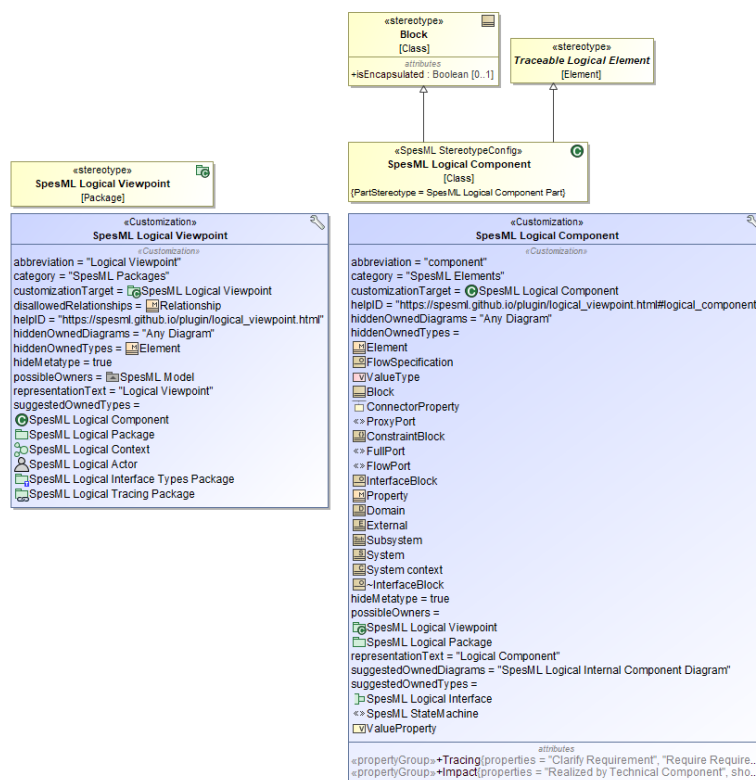 «stereotype»
Block
[Class]
attributes
+isEncapsulated : Boolean [0..1]
«stereotype»
Traceable Logical Element
[Element]
«SpesML StereotypeConfig»
SpesML Logical Component
[Class]
{PartStereotype = SpesML Logical Component Part}
«stereotype»
SpesML Logical Viewpoint
[Package]
«Customization»
SpesML Logical Viewpoint
«Customization»
abbreviation = "Logical Viewpoint"
category = "SpesML Packages"
customizationTarget = SpesML Logical Viewpoint
disallowedRelationships = Relationship
helpID = "https://spesml.github.io/plugin/logical_viewpoint.html"
hiddenOwnedDiagrams = "Any Diagram"
hiddenOwnedTypes = Element
hideMetatype = true
possibleOwners = SpesML Model
representationText = "Logical Viewpoint"
suggestedOwnedTypes =
SpesML Logical Component
SpesML Logical Package
SpesML Logical Context
SpesML Logical Actor
SpesML Logical Interface Types Package
SpesML Logical Tracing Package
«Customization»
SpesML Logical Component
«Customization»
abbreviation = "component"
category = "SpesML Elements"
customizationTarget = SpesML Logical Component
helpID = "https://spesml.github.io/plugin/logical_viewpoint.html#logical_component
hiddenOwnedDiagrams = "Any Diagram"
hiddenOwnedTypes =
Element
FlowSpecification
ValueType
Block
ConnectorProperty
«»ProxyPort
ConstraintBlock
«»FullPort
«»FlowPort
InterfaceBlock
Property
Domain
External
Subsystem
System
System context
~InterfaceBlock
hideMetatype = true
possibleOwners =
SpesML Logical Viewpoint
SpesML Logical Package
representationText = "Logical Component"
suggestedOwnedDiagrams = "SpesML Logical Internal Component Diagram"
suggestedOwnedTypes =
SpesML Logical Interface
«»SpesML StateMachine
ValueProperty
attributes
«propertyGroup»+Tracing{properties = "Clarify Requirement", "Require Require...
«propertyGroup»+Impact{properties = "Realized by Technical Component", sho...